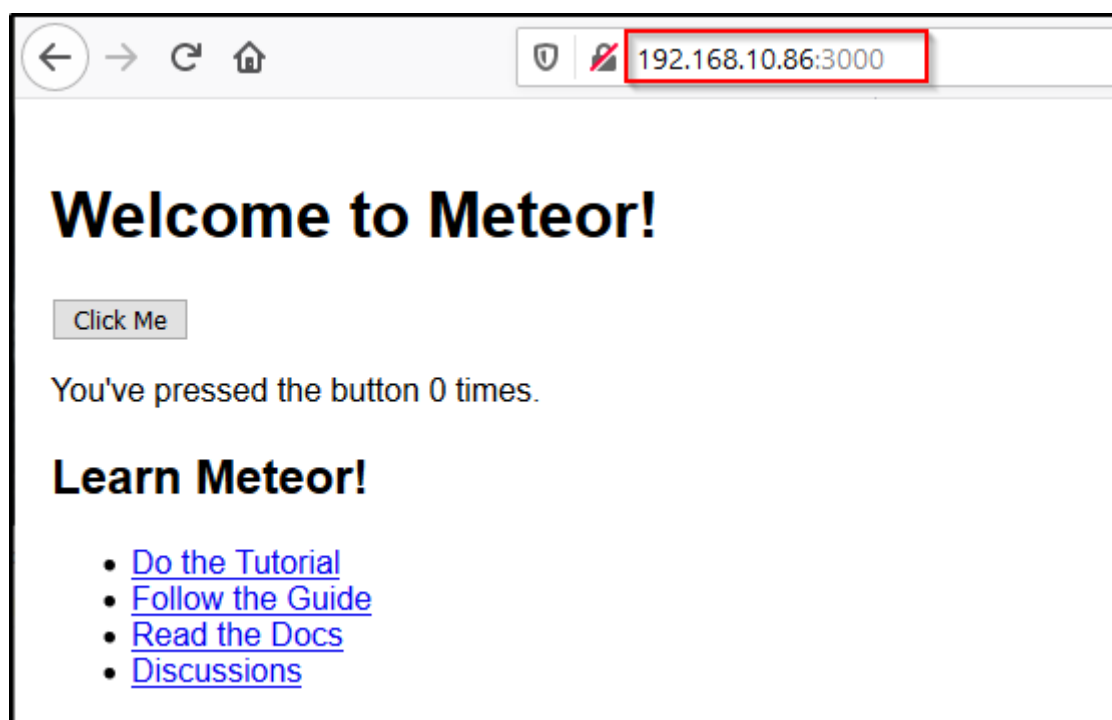 192.168.10.86:3000
Welcome to Meteor!
Click Me
You've pressed the button 0 times.
Learn Meteor!
Do the Tutorial
Follow the Guide
Read the Docs
Discussions